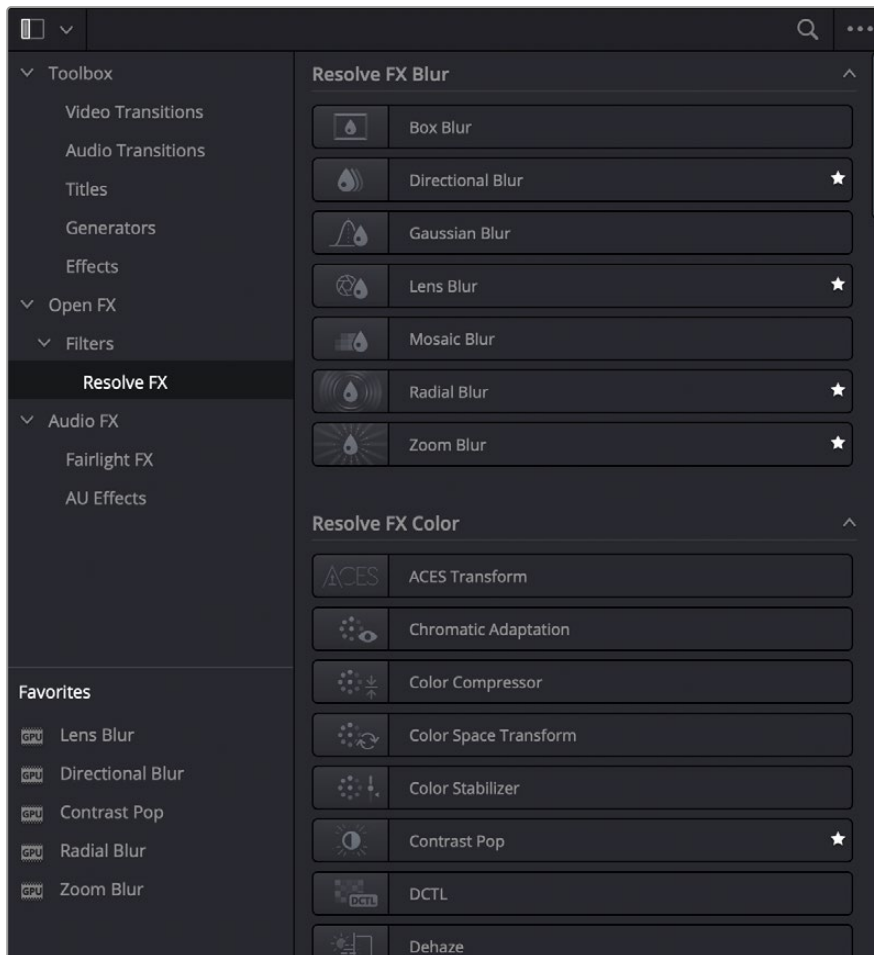 Toolbox
Video Transitions
Audio Transitions
Titles
Generators
Effects
Open FX
Filters
Resolve FX
Audio FX
Fairlight FX
AU Effects
Favorites
GPU Lens Blur
GPU Directional Blur
GPU Contrast Pop
GPU Radial Blur
GPU Zoom Blur
Resolve FX Blur
Box Blur
Directional Blur
Gaussian Blur
Lens Blur
Mosaic Blur
Radial Blur
Zoom Blur
Resolve FX Color
ACES ACES Transform
Chromatic Adaptation
Color Compressor
Color Space Transform
Color Stabilizer
Contrast Pop
DCTL DCTL
Dehaze